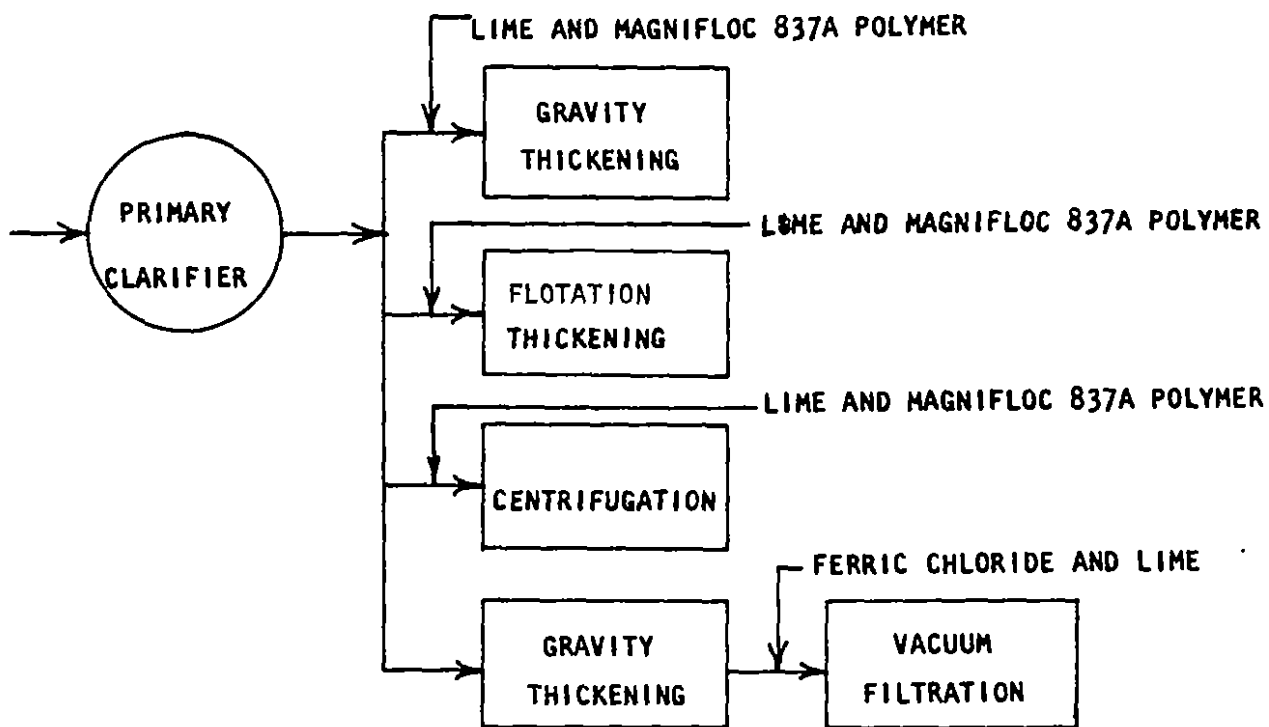 LIME AND MAGNIFLOC 837A POLYMER
GRAVITY
THICKENING
PRIMARY
CLARIFIER
LIME AND MAGNIFLOC 837A POLYMER
FLOTATION
THICKENING
LIME AND MAGNIFLOC 837A POLYMER
CENTRIFUGATION
FERRIC CHLORIDE AND LIME
GRAVITY
THICKENING
VACUUM
FILTRATION